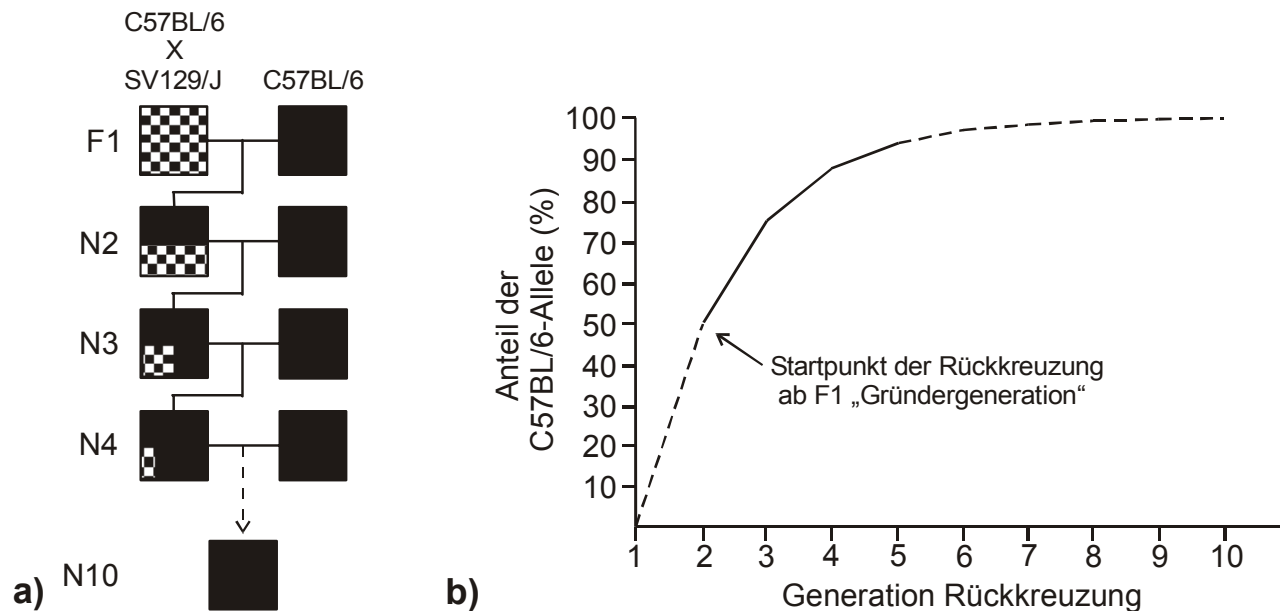 C57BL/6
X
SV129/J
C57BL/6
F1
N2
N3
N4
N10
a)
Anteil der
C57BL/6-Allele (%)
100
90
80
70
60
50
40
30
20
10
Startpunkt der Rückkreuzung
ab F1 „Gründergeneration“
1 2 3 4 5 6 7 8 9 10
Generation Rückkreuzung
b)